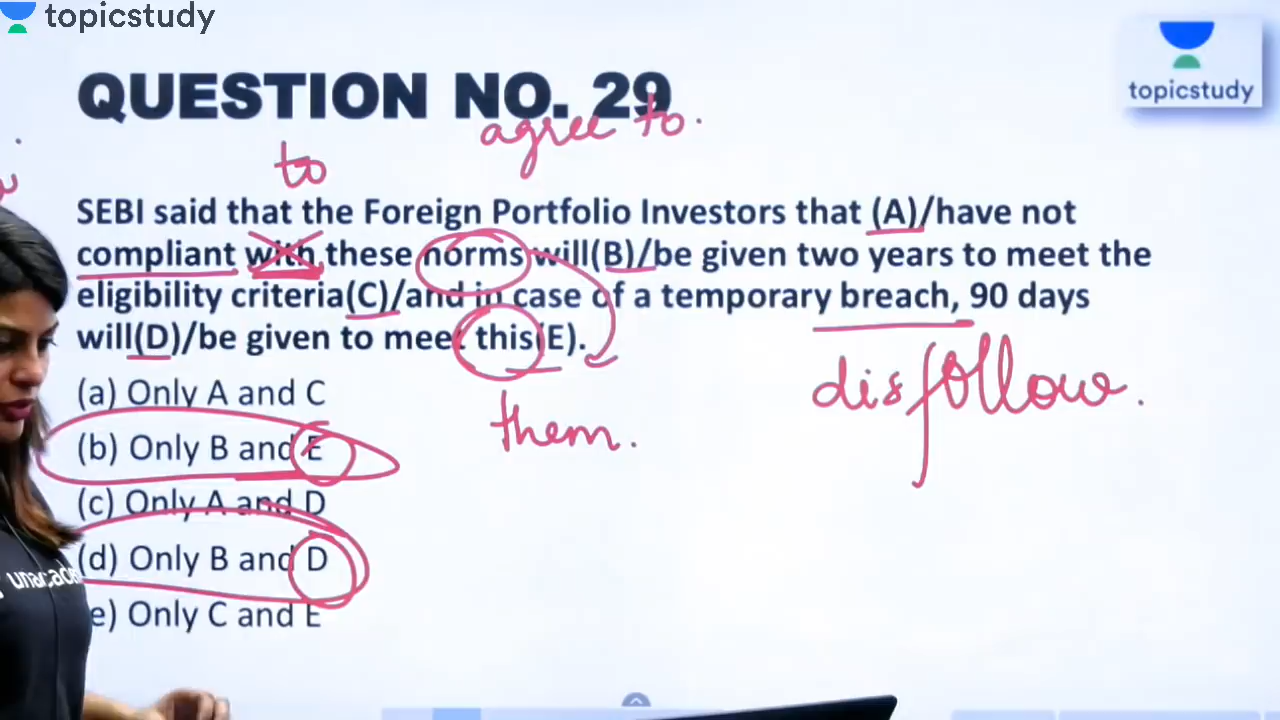 topicstudy
topicstudy
QUESTION NO. 29
agree to.
to
SEBI said that the Foreign Portfolio Investors that (A)/have not
compliant with these norms will(B)/be given two years to meet the
eligibility criteria(C)/and in case of a temporary breach, 90 days
will(D)/be given to meet this(E).
disfollow.
them.
(a) Only A and C
(b) Only B and E
(c) Only A and D
(d) Only B and D
e) Only C and E
unacade